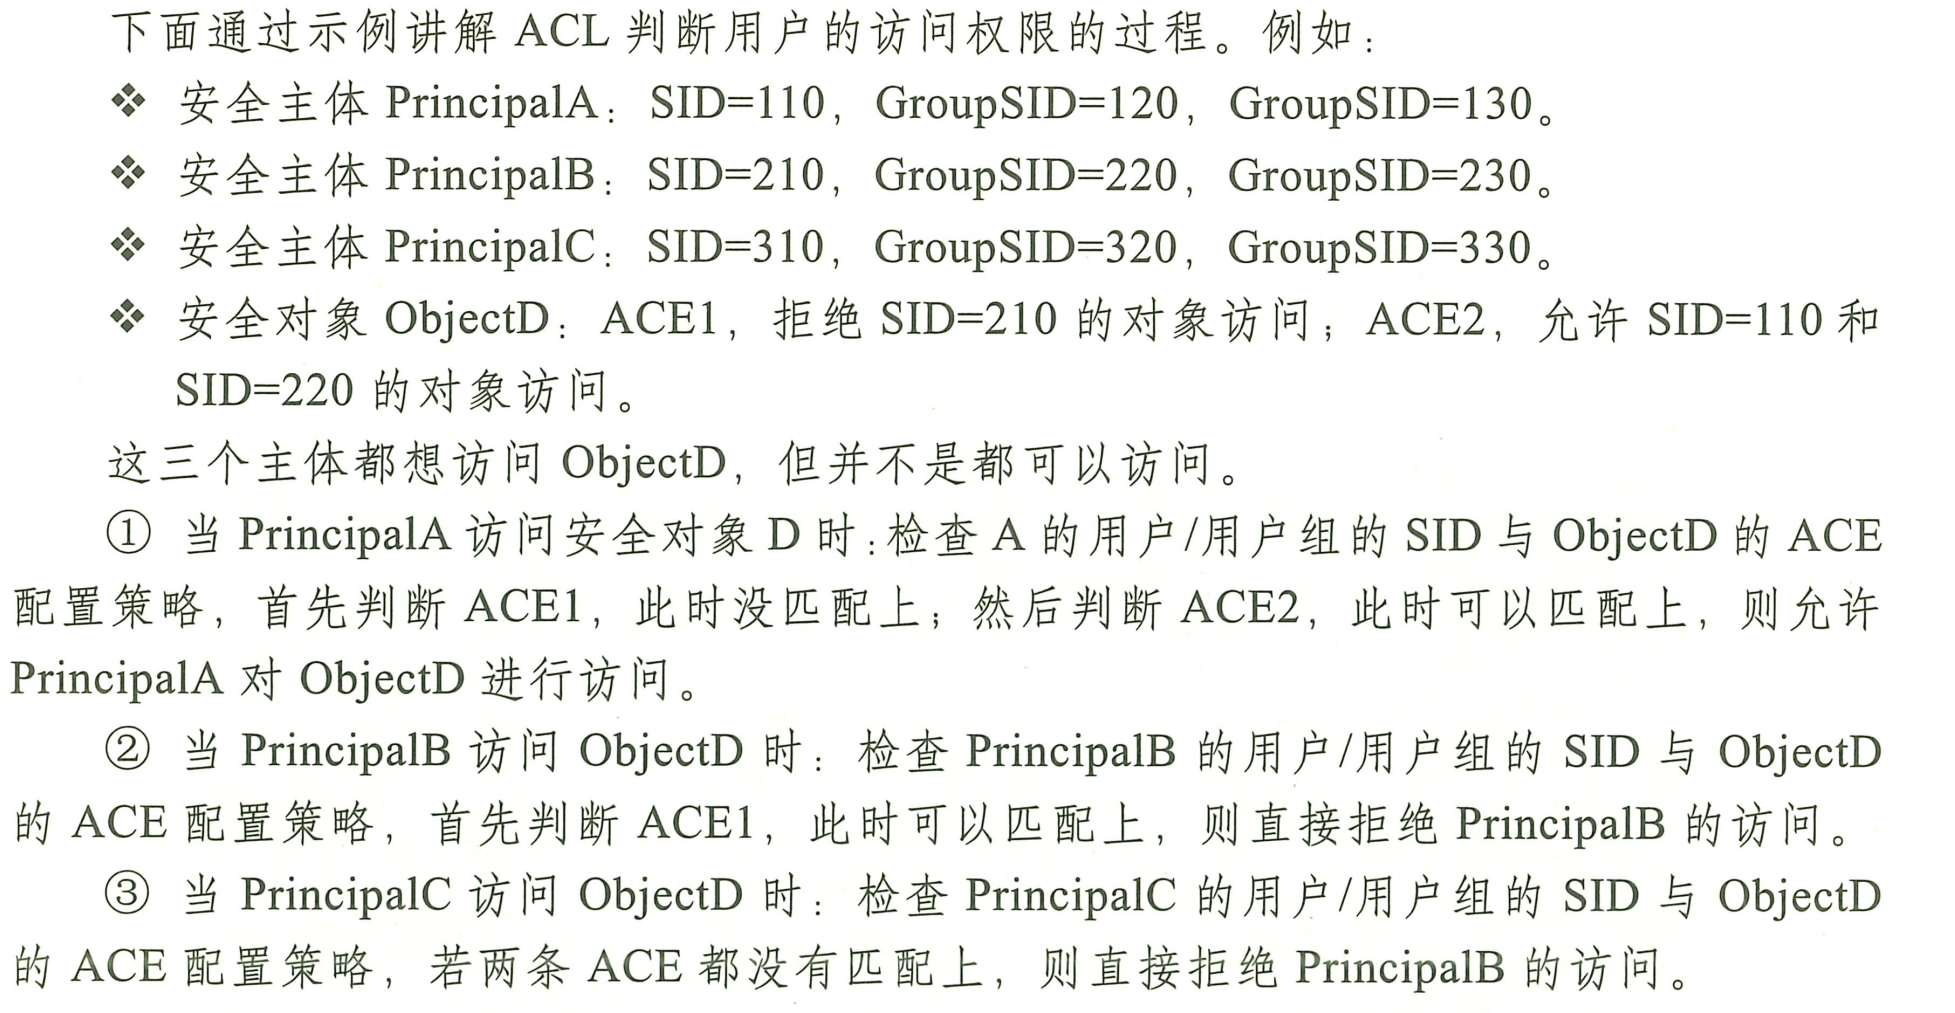 下面通过示例讲解 ACL 判断用户的访问权限的过程。例如：
❖ 安全主体 PrincipalA：SID=110，GroupSID=120，GroupSID=130。
❖ 安全主体 PrincipalB：SID=210，GroupSID=220，GroupSID=230。
❖ 安全主体 PrincipalC：SID=310，GroupSID=320，GroupSID=330。
❖ 安全对象 ObjectD：ACE1，拒绝 SID=210 的对象访问；ACE2，允许 SID=110 和
SID=220 的对象访问。
这三个主体都想访问 ObjectD，但并不是都可以访问。
① 当 PrincipalA 访问安全对象 D 时：检查 A 的用户/用户组的 SID 与 ObjectD 的 ACE
配置策略，首先判断 ACE1，此时没匹配上；然后判断 ACE2，此时可以匹配上，则允许
PrincipalA 对 ObjectD 进行访问。
② 当 PrincipalB 访问 ObjectD 时：检查 PrincipalB 的用户/用户组的 SID 与 ObjectD
的 ACE 配置策略，首先判断 ACE1，此时可以匹配上，则直接拒绝 PrincipalB 的访问。
③ 当 PrincipalC 访问 ObjectD 时：检查 PrincipalC 的用户/用户组的 SID 与 ObjectD
的 ACE 配置策略，若两条 ACE 都没有匹配上，则直接拒绝 PrincipalB 的访问。